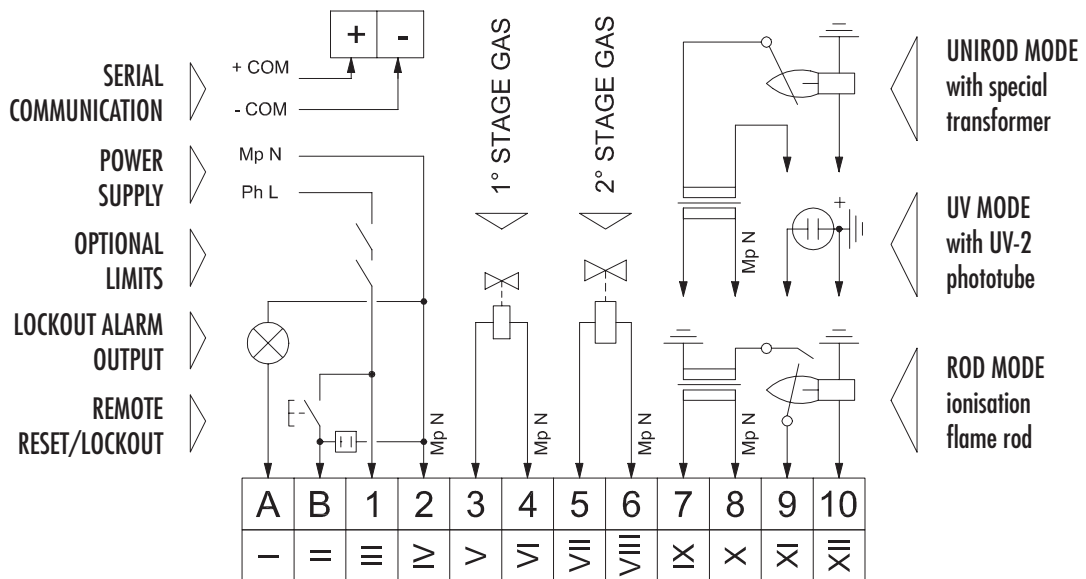 + -
+ COM
- COM
Mp N
Ph L
SERIAL
COMMUNICATION
POWER
SUPPLY
OPTIONAL
LIMITS
LOCKOUT ALARM
OUTPUT
REMOTE
RESET/LOCKOUT
1° STAGE GAS
2° STAGE GAS
UNIROD MODE
with special
transformer
UV MODE
with UV-2
phototube
ROD MODE
ionisation
flame rod
+
Mp N
Mp N
Mp N
Mp N
Mp N
A B 1 2 3 4 5 6 7 8 9 10
I II III IV V VI VII VIII IX X XI XII